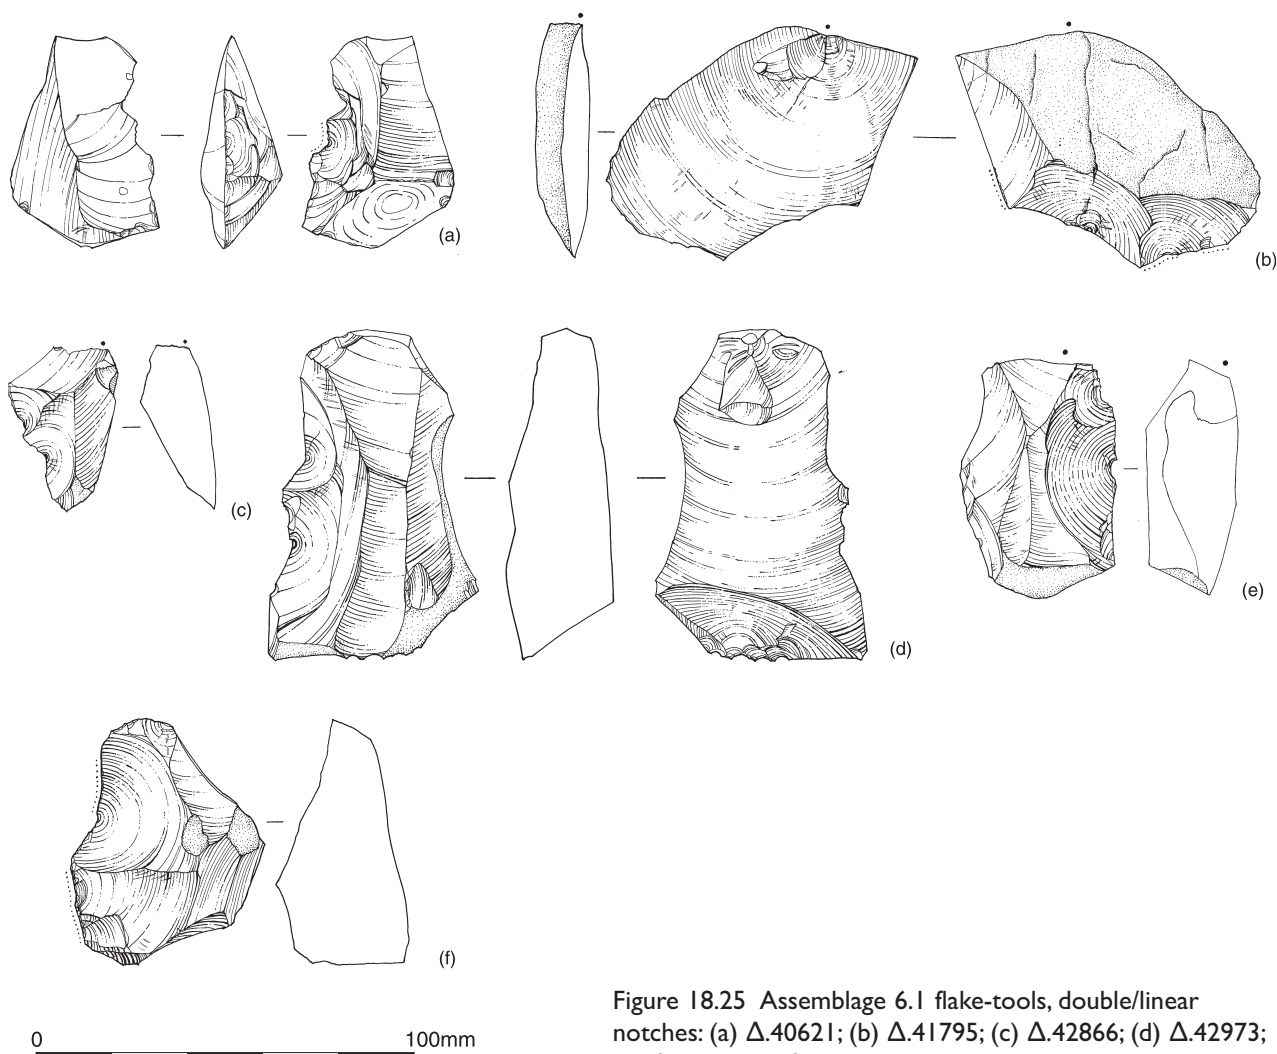 (a)
(b)
(c)
(d)
(e)
(f)
Figure 18.25 Assemblage 6.1 flake-tools, double/linear
notches: (a) Δ.40621; (b) Δ.41795; (c) Δ.42866; (d) Δ.42973;
0 100mm